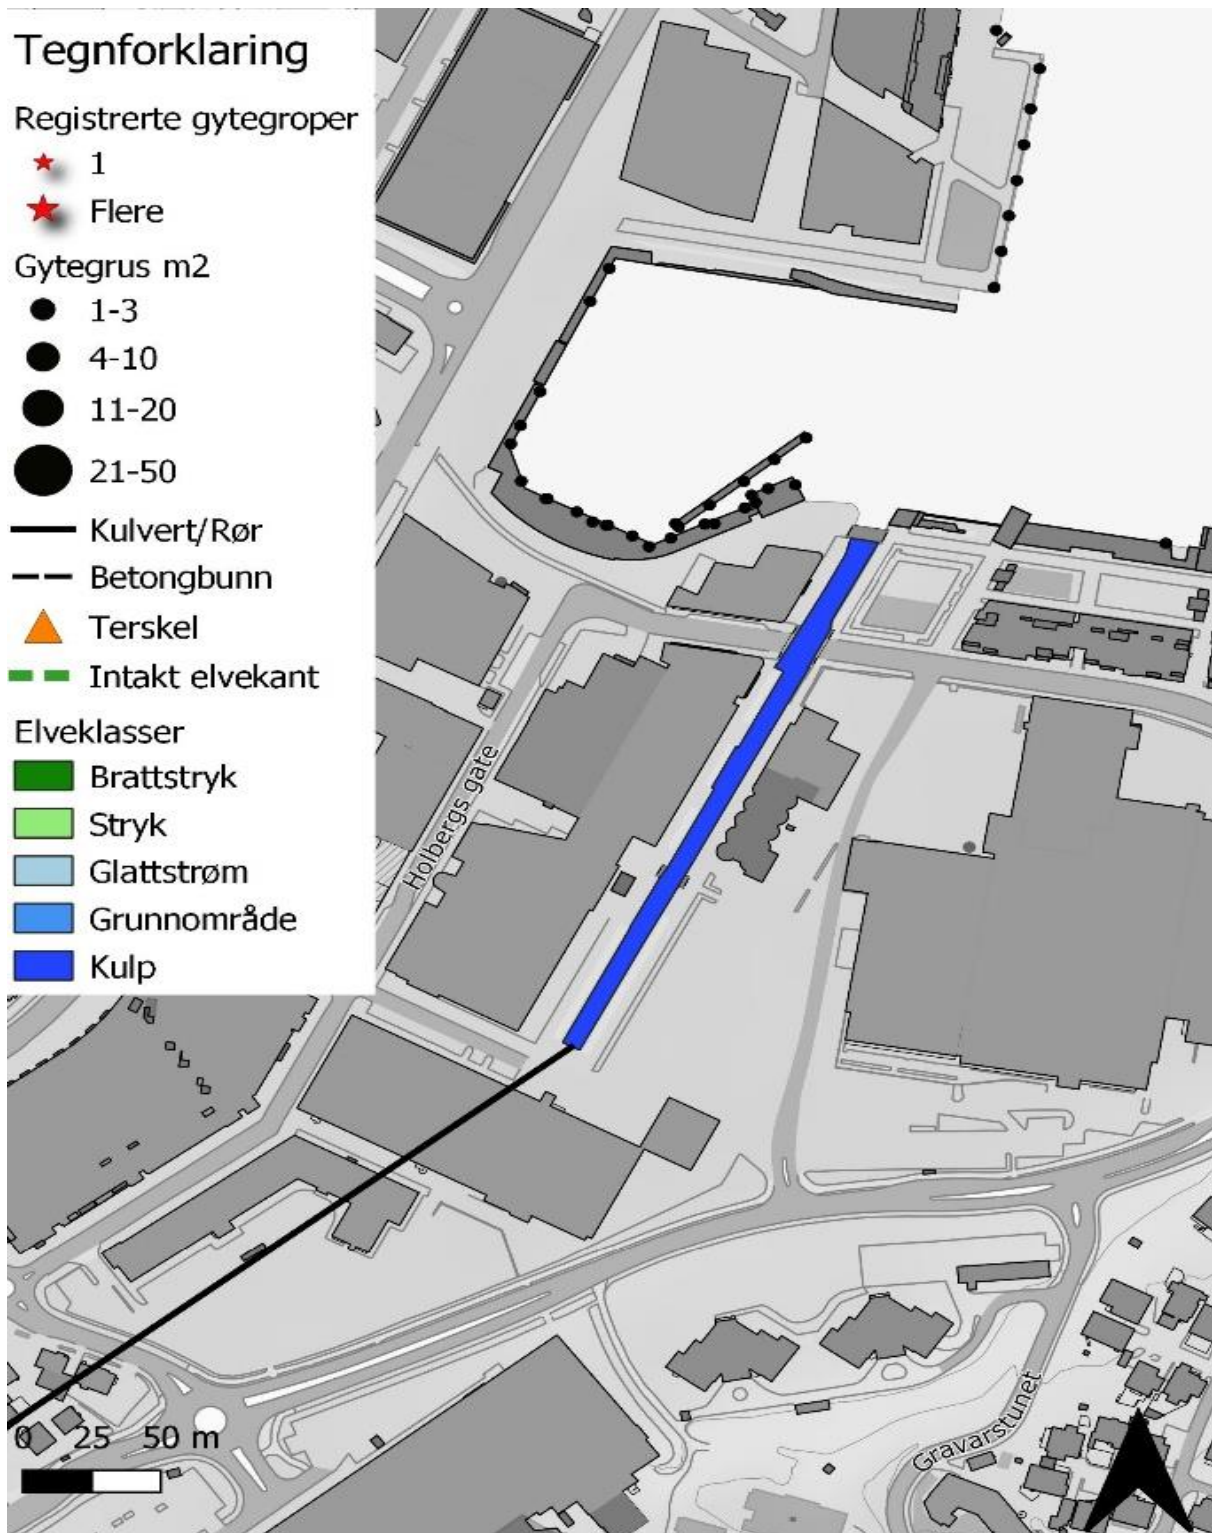 Tegnforklaring
Registrerte gytegroper
1
Flere
Gytegrus m2
1-3
4-10
11-20
21-50
Kulvert/Rør
Betongbunn
Terskel
Intakt elvekant
Elveklasser
Brattstryk
Stryk
Glattstrøm
Grunnområde
Kulp
Holbergs gate
Gravarstunet
0 25 50 m